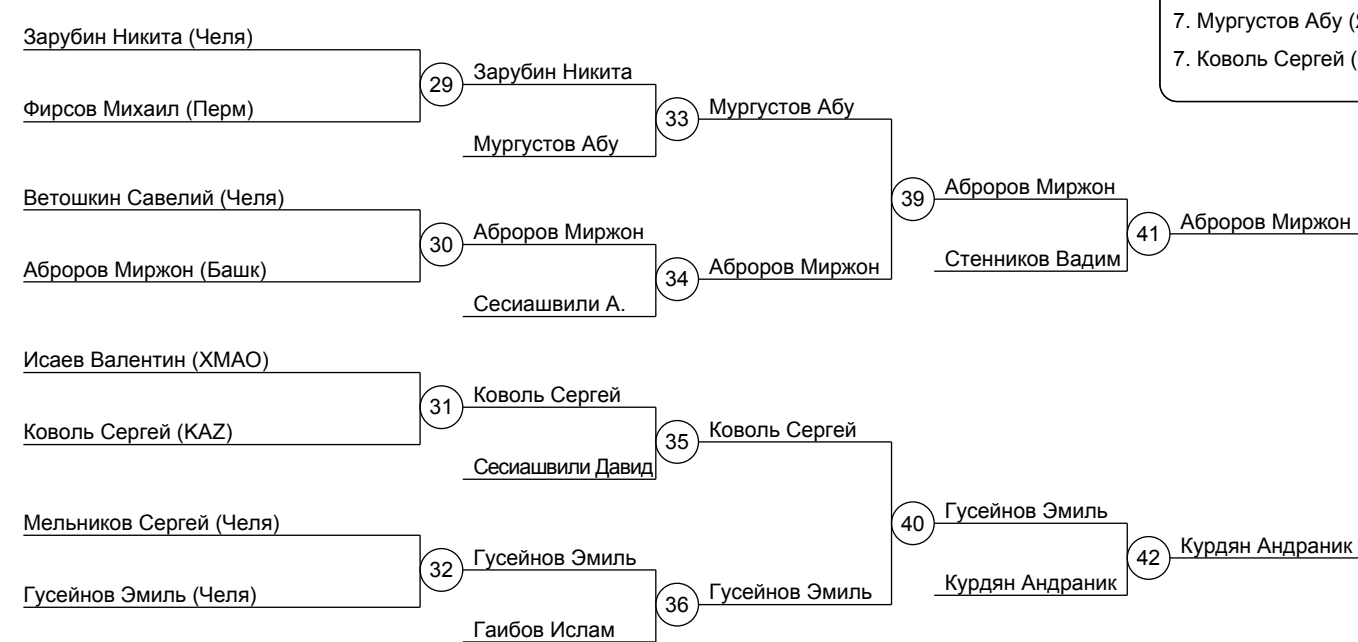 7. Мургустов Абу (
7. Коволь Сергей (
Зарубин Никита (Челя)
29
Зарубин Никита
Фирсов Михаил (Перм)
33
Мургустов Абу
Мургустов Абу
Ветошкин Савелий (Челя)
39
Аброров Миржон
30
Аброров Миржон
41
Аброров Миржон
Аброров Миржон (Башк)
34
Аброров Миржон
Стенников Вадим
Сесиашвили А.
Исаев Валентин (ХМАО)
31
Коволь Сергей
Коволь Сергей (KAZ)
35
Коволь Сергей
Сесиашвили Давид
Мельников Сергей (Челя)
40
Гусейнов Эмиль
32
Гусейнов Эмиль
42
Курдян Андраник
Гусейнов Эмиль (Челя)
36
Гусейнов Эмиль
Курдян Андраник
Гаибов Ислам